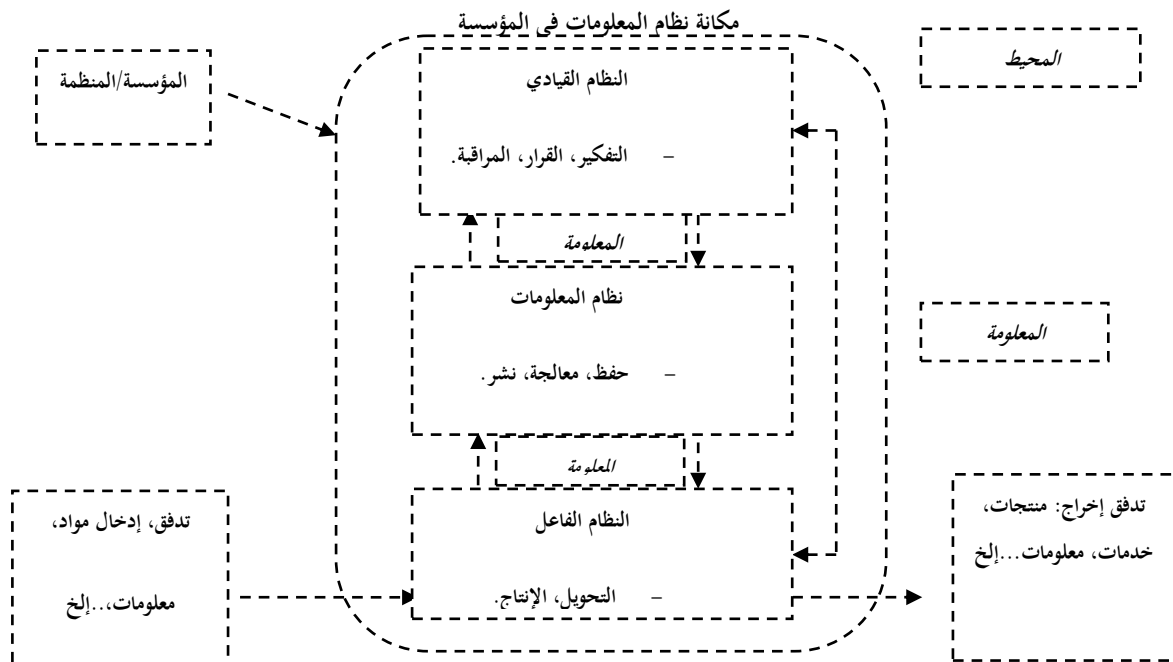 مكانة نظام المعلومات في المؤسسة
المحيط
النظام القيادي
المؤسسة/المنظمة
– التفكير، القرار، المراقبة.
المعلومة
نظام المعلومات
المعلومة
– حفظ، معالجة، نشر.
المعلومة
تدفق إخراج: منتجات،
خدمات، معلومات...إلخ
النظام الفاعل
– التحويل، الإنتاج.
تدفق، إدخال مواد،
معلومات،..إلخ